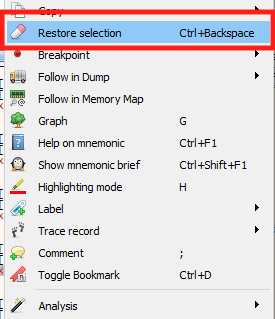 Copy
Restore selection Ctrl+Backspace
Breakpoint
Follow in Dump
Follow in Memory Map
Graph G
Help on mnemonic Ctrl+F1
Show mnemonic brief Ctrl+Shift+F1
Highlighting mode H
Label
Trace record
Comment ;
Toggle Bookmark Ctrl+D
Analysis